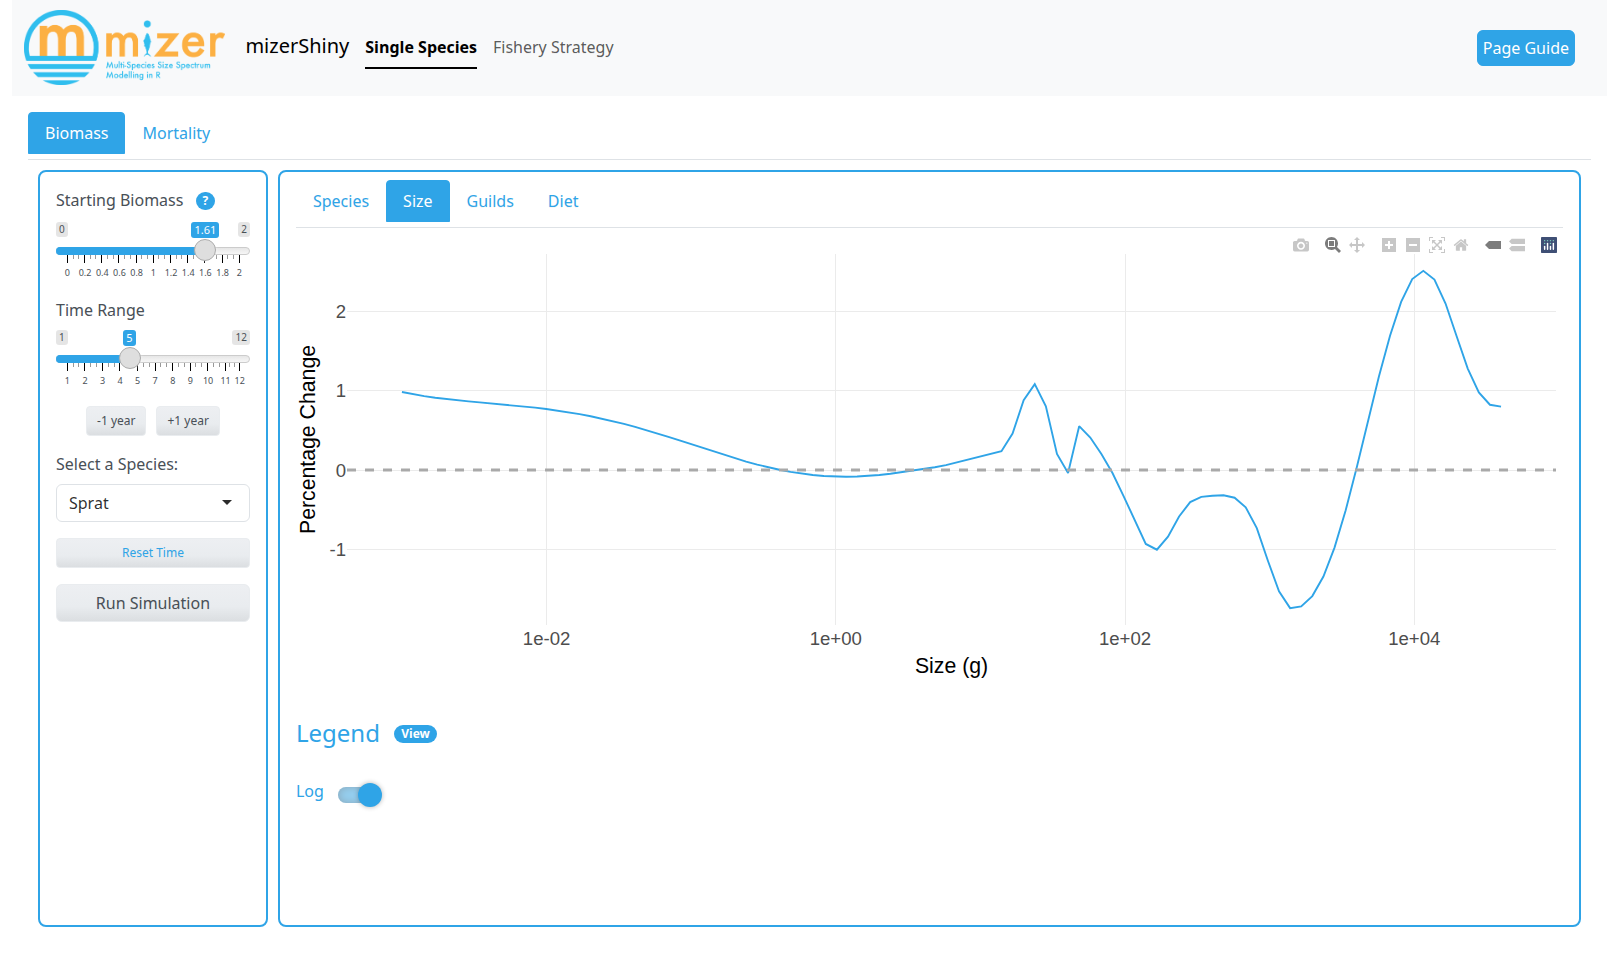 m mizer
Multi-Species Size Spectrum
Modelling in R
mizerShiny Single Species Fishery Strategy
Page Guide
Biomass Mortality
Starting Biomass ?
0 1.61 2
0 0.2 0.4 0.6 0.8 1 1.2 1.4 1.6 1.8 2
Time Range
1 5 12
1 2 3 4 5 7 8 9 10 11 12
-1 year +1 year
Select a Species:
Sprat
Reset Time
Run Simulation
Species Size Guilds Diet
Percentage Change
2
1
0
-1
1e-02 1e+00 1e+02 1e+04
Size (g)
Legend View
Log